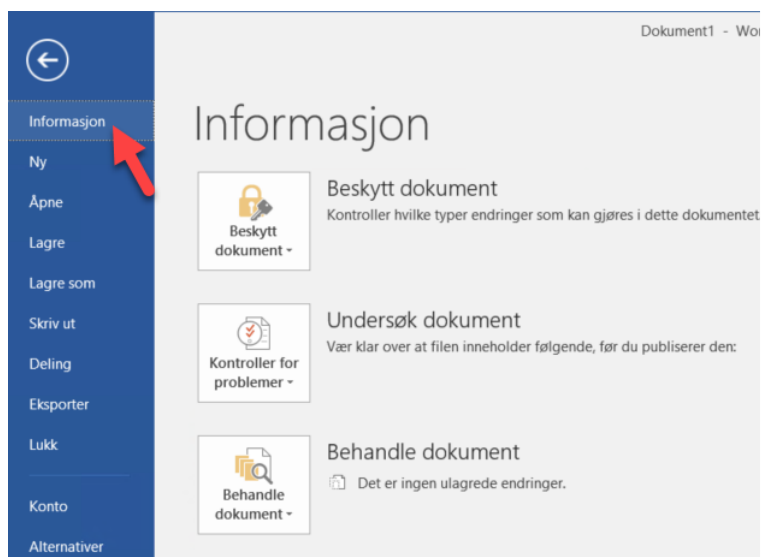 Dokument1 - Wor
Informasjon
Ny
Åpne
Lagre
Lagre som
Skriv ut
Deling
Eksporter
Lukk
Konto
Alternativer
Informasjon
Beskytt
dokument
Beskytt dokument
Kontroller hvilke typer endringer som kan gjøres i dette dokumentet.
Kontroller for
problemer
Undersøk dokument
Vær klar over at filen inneholder følgende, før du publiserer den:
Behandle
dokument
Behandle dokument
Det er ingen ulagrede endringer.